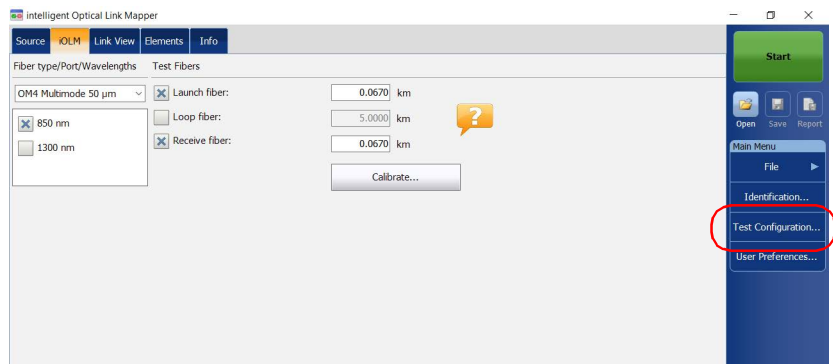 intelligent Optical Link Mapper
Source iOLM Link View Elements Info
Fiber type/Port/Wavelengths Test Fibers
OM4 Multimode 50 µm
Launch fiber: 0.0670 km
850 nm
Loop fiber: 5.0000 km
1300 nm
Receive fiber: 0.0670 km
?
Calibrate...
Start
Open Save Report
Main Menu
File
Identification...
Test Configuration...
User Preferences...